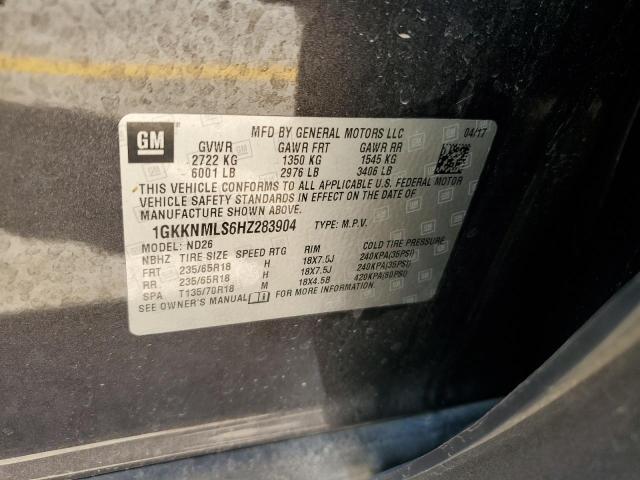 GM
MFD BY GENERAL MOTORS LLC 04/17
GVWR GAWR FRT GAWR RR
2722 KG 1350 KG 1545 KG
6001 LB 2976 LB 3406 LB
THIS VEHICLE CONFORMS TO ALL APPLICABLE U.S. FEDERAL MOTOR
VEHICLE SAFETY STANDARDS IN EFFECT ON THE DATE OF
MANUFACTURE SHOWN ABOVE.
1GKKNMLS6HZ283904 TYPE: M.P.V.
MODEL: ND26
NBHZ TIRE SIZE SPEED RTG RIM COLD TIRE PRESSURE
FRT 235/65R18 H 18X7.5J 240KPA(35PSI)
RR 235/65R18 H 18X7.5J 240KPA(35PSI)
SPA T135/70R18 M 18X4.5B 420KPA(60PSI)
SEE OWNER'S MANUAL FOR MORE INFORMATION.